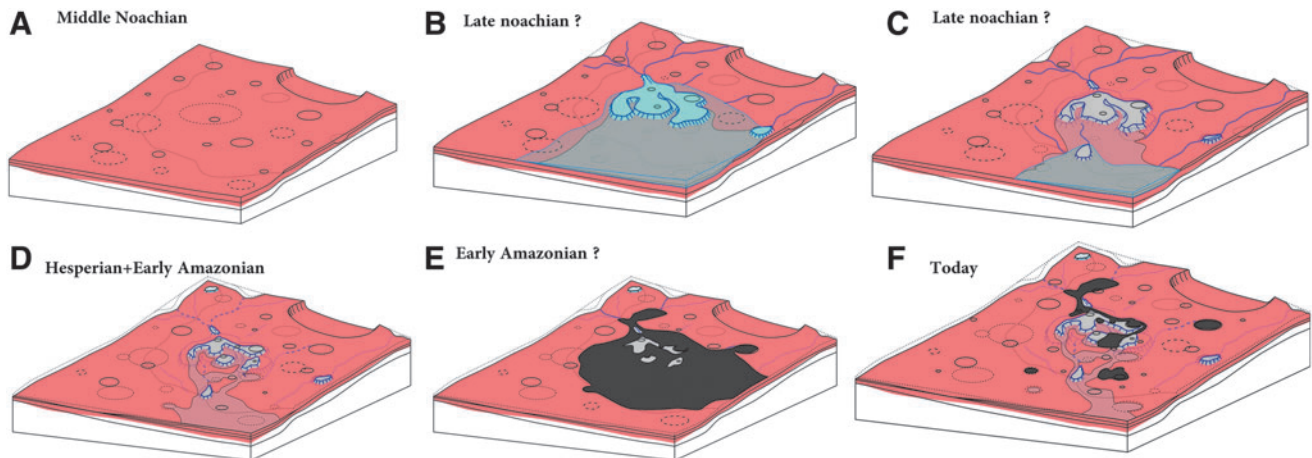 A Middle Noachian
B Late noachian ?
C Late noachian ?
D Hesperian+Early Amazonian
E Early Amazonian ?
F Today